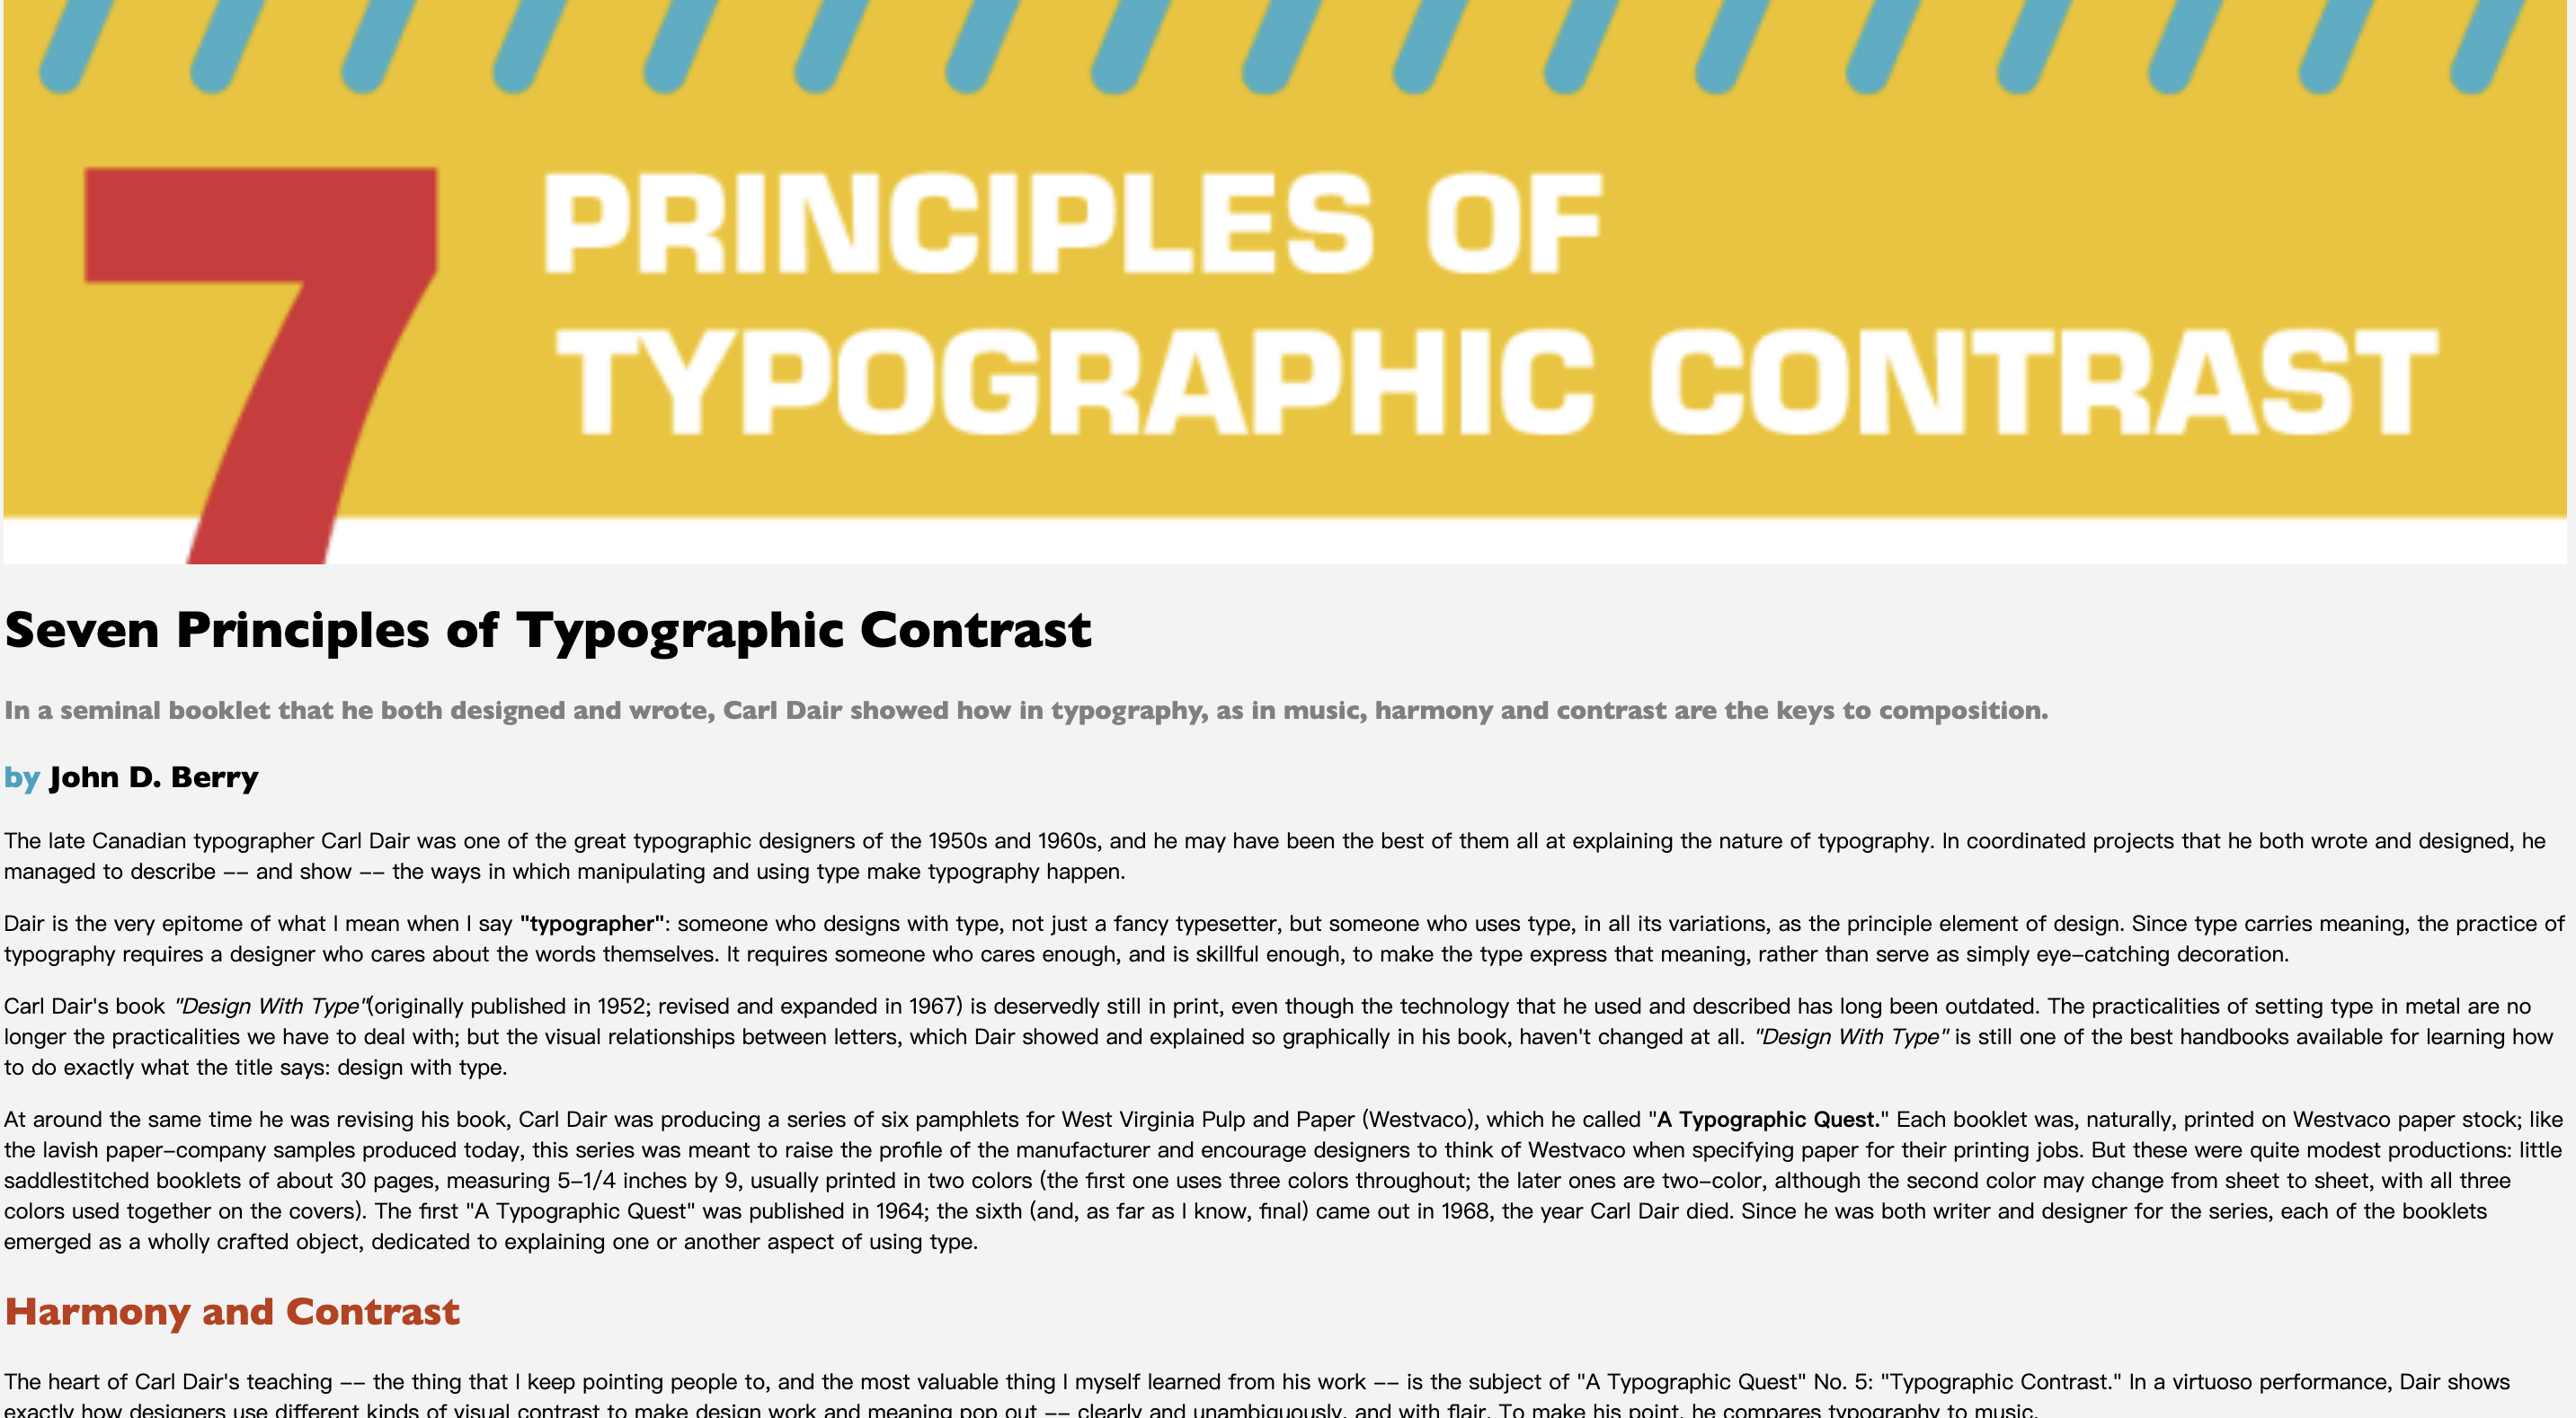 7 PRINCIPLES OF
TYPOGRAPHIC CONTRAST
Seven Principles of Typographic Contrast
In a seminal booklet that he both designed and wrote, Carl Dair showed how in typography, as in music, harmony and contrast are the keys to composition.
by John D. Berry
The late Canadian typographer Carl Dair was one of the great typographic designers of the 1950s and 1960s, and he may have been the best of them all at explaining the nature of typography. In coordinated projects that he both wrote and designed, he
managed to describe -- and show -- the ways in which manipulating and using type make typography happen.
Dair is the very epitome of what I mean when I say "typographer": someone who designs with type, not just a fancy typesetter, but someone who uses type, in all its variations, as the principle element of design. Since type carries meaning, the practice of
typography requires a designer who cares about the words themselves. It requires someone who cares enough, and is skillful enough, to make the type express that meaning, rather than serve as simply eye-catching decoration.
Carl Dair's book "Design With Type"(originally published in 1952; revised and expanded in 1967) is deservedly still in print, even though the technology that he used and described has long been outdated. The practicalities of setting type in metal are no
longer the practicalities we have to deal with; but the visual relationships between letters, which Dair showed and explained so graphically in his book, haven't changed at all. "Design With Type" is still one of the best handbooks available for learning how
to do exactly what the title says: design with type.
At around the same time he was revising his book, Carl Dair was producing a series of six pamphlets for West Virginia Pulp and Paper (Westvaco), which he called "A Typographic Quest." Each booklet was, naturally, printed on Westvaco paper stock; like
the lavish paper-company samples produced today, this series was meant to raise the profile of the manufacturer and encourage designers to think of Westvaco when specifying paper for their printing jobs. But these were quite modest productions: little
saddlestitched booklets of about 30 pages, measuring 5-1/4 inches by 9, usually printed in two colors (the first one uses three colors throughout; the later ones are two-color, although the second color may change from sheet to sheet, with all three
colors used together on the covers). The first "A Typographic Quest" was published in 1964; the sixth (and, as far as I know, final) came out in 1968, the year Carl Dair died. Since he was both writer and designer for the series, each of the booklets
emerged as a wholly crafted object, dedicated to explaining one or another aspect of using type.
Harmony and Contrast
The heart of Carl Dair's teaching -- the thing that I keep pointing people to, and the most valuable thing I myself learned from his work -- is the subject of "A Typographic Quest" No. 5: "Typographic Contrast." In a virtuoso performance, Dair shows
exactly how designers use different kinds of visual contrast to make design work and meaning pop out -- clearly and unambiguously, and with flair. To make his point, he compares typography to music.